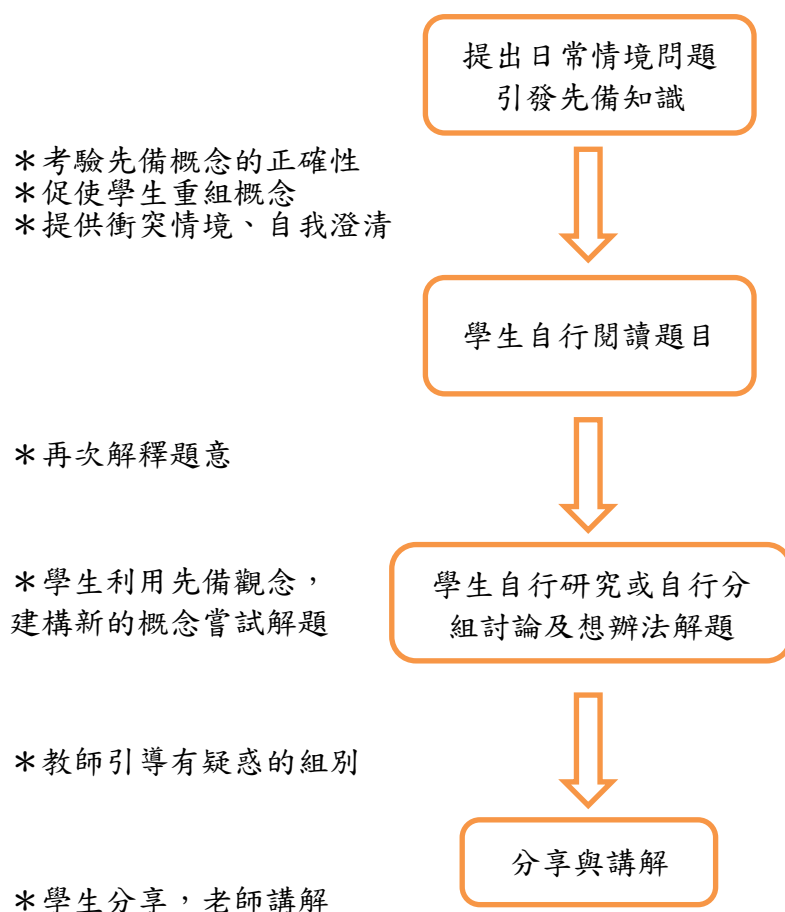 提出日常情境問題
引發先備知識
＊考驗先備概念的正確性
＊促使學生重組概念
＊提供衝突情境、自我澄清
學生自行閱讀題目
＊再次解釋題意
＊學生利用先備觀念，
建構新的概念嘗試解題
學生自行研究或自行分
組討論及想辦法解題
＊教師引導有疑惑的組別
分享與講解
＊學生分享，老師講解